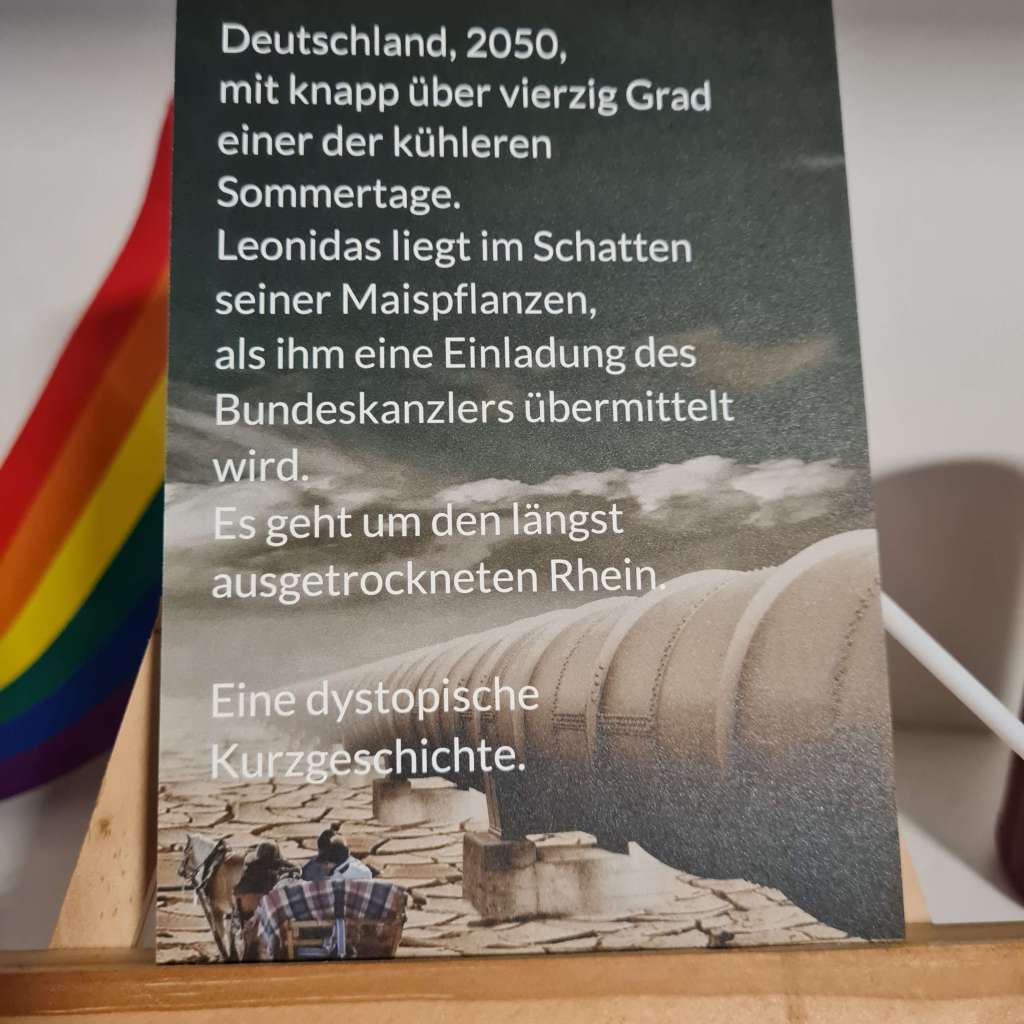 Deutschland, 2050,
mit knapp über vierzig Grad
einer der kühleren
Sommertage.
Leonidas liegt im Schatten
seiner Maispflanzen,
als ihm eine Einladung des
Bundeskanzlers übermittelt
wird.
Es geht um den längst
ausgetrockneten Rhein.
Eine dystopische
Kurzgeschichte.